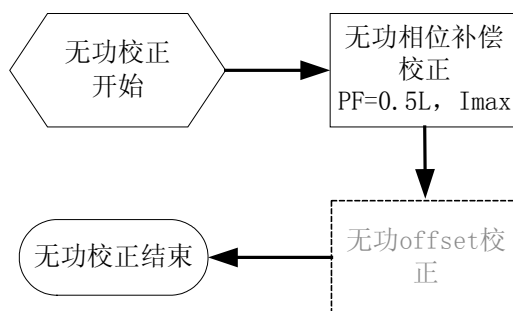 无功校正
开始
无功相位补偿
校正
PF=0.5L, Imax
无功offset校
正
无功校正结束